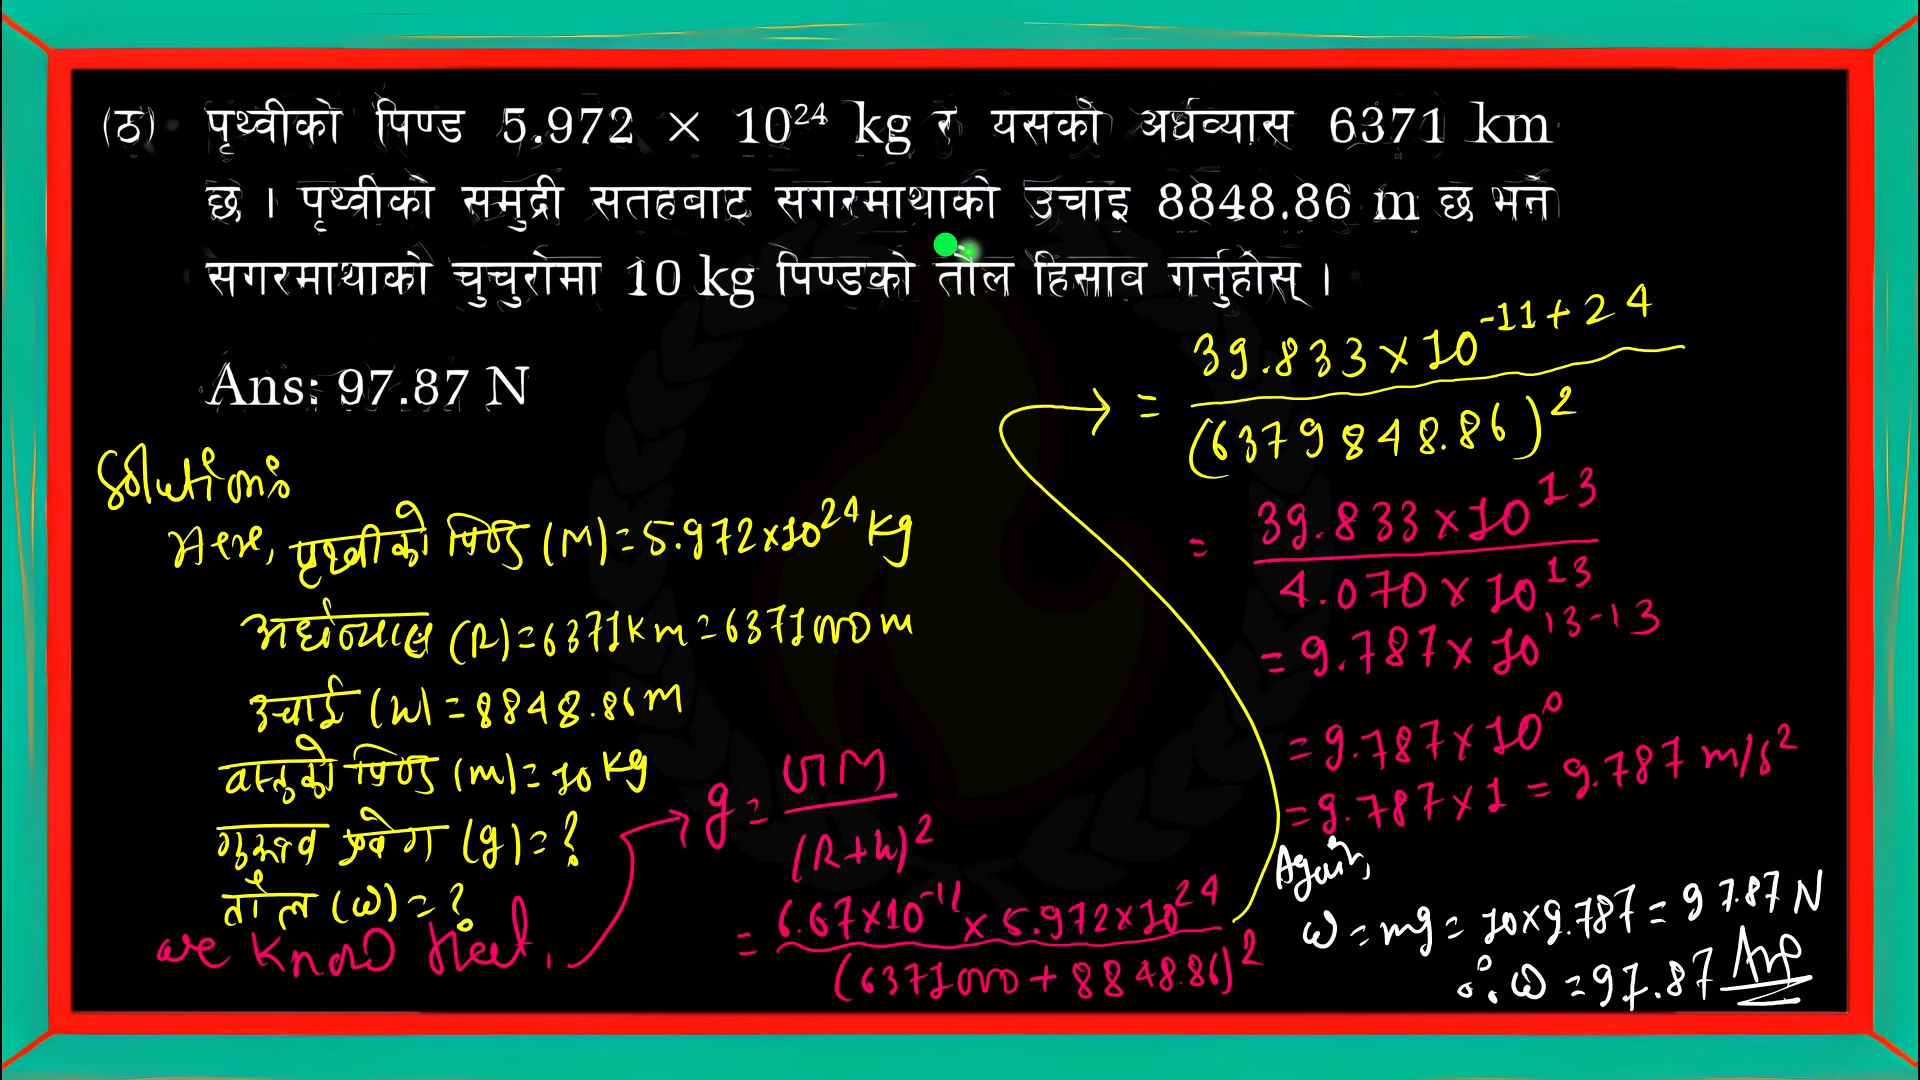 (ठ) पृथ्वीको पिण्ड 5.972 × 10²⁴ kg र यसको अर्धव्यास 6371 km
छ । पृथ्वीको समुद्री सतहबाट सगरमाथाको उचाइ 8848.86 m छ भने
सगरमाथाको चुचुरोमा 10 kg पिण्डको तौल हिसाब गर्नुहोस् ।
Ans: 97.87 N
Solution:
Here, पृथ्वीको पिण्ड (M) = 5.972×10²⁴ kg
अर्धव्यास (R) = 6371 km = 6371000 m
उचाई (h) = 8848.86 m
वस्तुको पिण्ड (m) = 10 kg
गुरुत्व प्रवेग (g) = ?
तौल (ω) = ?
we know that,
g = GM / (R+h)²
= 6.67×10⁻¹¹ × 5.972×10²⁴ / (6371000 + 8848.86)²
= 39.833 × 10⁻¹¹⁺²⁴ / (6379848.86)²
= 39.833 × 10¹³ / 4.070 × 10¹³
= 9.787 × 10¹³⁻¹³
= 9.787 × 10⁰
= 9.787 × 1 = 9.787 m/s²
Again,
ω = mg = 10×9.787 = 97.87 N
∴ ω = 97.87 Ans